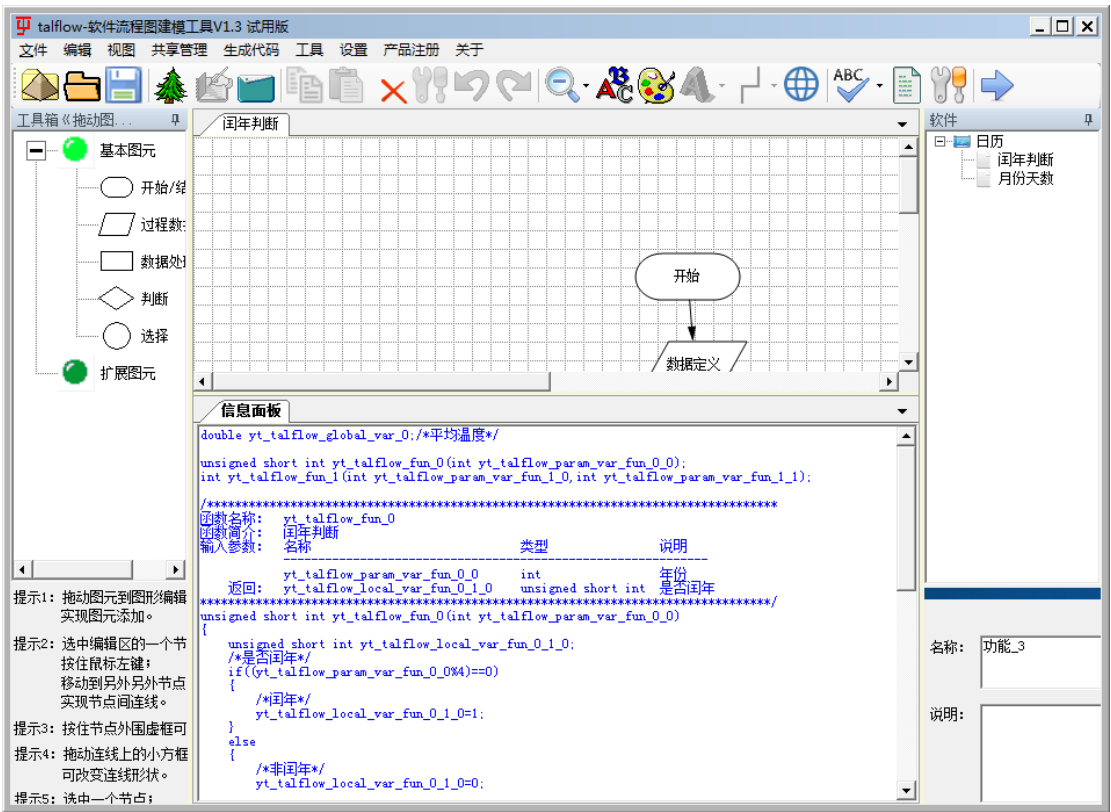 talflow-软件流程图建模工具V1.3 试用版
文件 编辑 视图 共享管理 生成代码 工具 设置 产品注册 关于
ABC
ABC
工具箱《拖动图...
基本图元
开始/结
过程数
数据处
判断
选择
扩展图元
提示1: 拖动图元到图形编辑
实现图元添加。
提示2: 选中编辑区的一个节
按住鼠标左键;
移动到另外另外节点
实现节点间连线。
提示3: 按住节点外围虚框可
提示4: 拖动连线上的小方框
可改变连线形状。
提示5: 选中一个节点;
闰年判断
开始
数据定义
信息面板
double yt_talflow_global_var_0;/*平均温度*/
unsigned short int yt_talflow_fun_0(int yt_talflow_param_var_fun_0_0);
int yt_talflow_fun_1(int yt_talflow_param_var_fun_1_0,int yt_talflow_param_var_fun_1_1);
/**********************************************************************************
函数名称: yt_talflow_fun_0
函数简介: 闰年判断
输入参数: 名称 类型 说明
-------------------------------------------------------------
yt_talflow_param_var_fun_0_0 int 年份
返回: yt_talflow_local_var_fun_0_1_0 unsigned short int 是否闰年
**********************************************************************************/
unsigned short int yt_talflow_fun_0(int yt_talflow_param_var_fun_0_0)
{
unsigned short int yt_talflow_local_var_fun_0_1_0;
/*是否闰年*/
if((yt_talflow_param_var_fun_0_0%4)==0)
{
/*闰年*/
yt_talflow_local_var_fun_0_1_0=1;
}
else
{
/*非闰年*/
yt_talflow_local_var_fun_0_1_0=0;
软件
日历
闰年判断
月份天数
名称: 功能_3
说明: